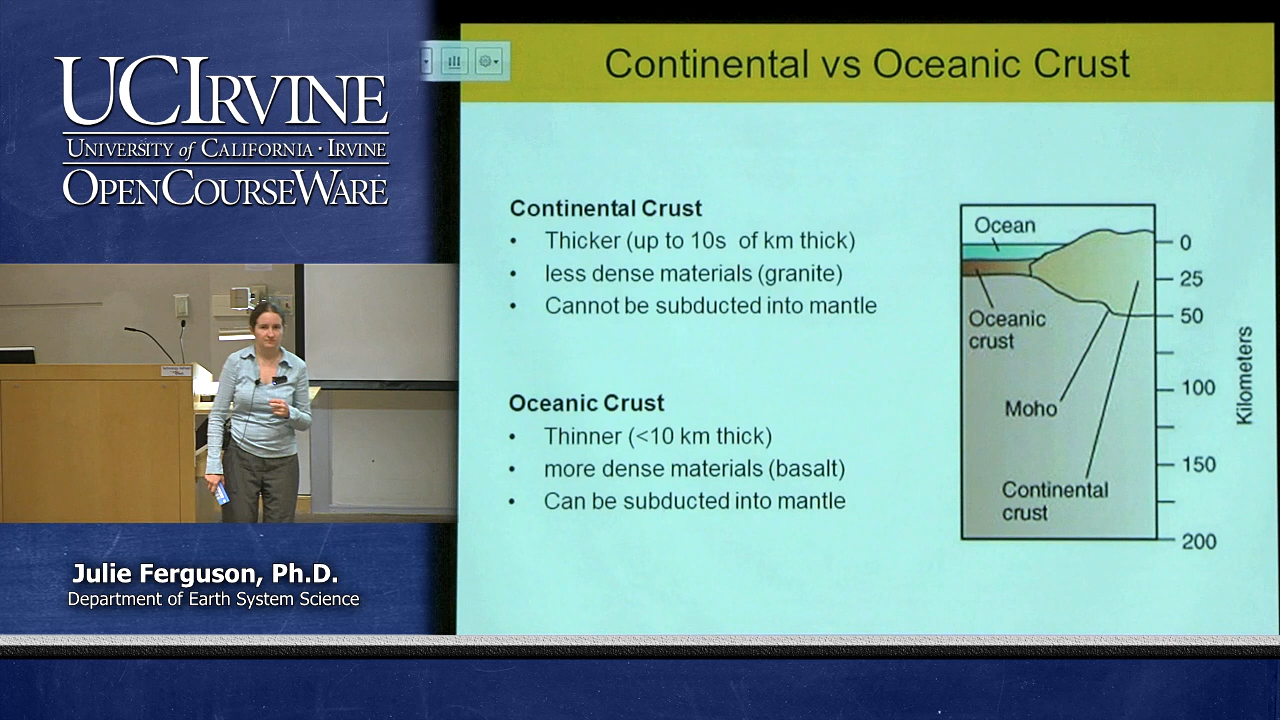 UCIRVINE
UNIVERSITY of CALIFORNIA · IRVINE
OPENCOURSEWARE
Julie Ferguson, Ph.D.
Department of Earth System Science
Continental vs Oceanic Crust
Continental Crust
• Thicker (up to 10s of km thick)
• less dense materials (granite)
• Cannot be subducted into mantle
Oceanic Crust
• Thinner (<10 km thick)
• more dense materials (basalt)
• Can be subducted into mantle
Ocean
Oceanic
crust
Moho
Continental
crust
0
25
50
100
150
200
Kilometers